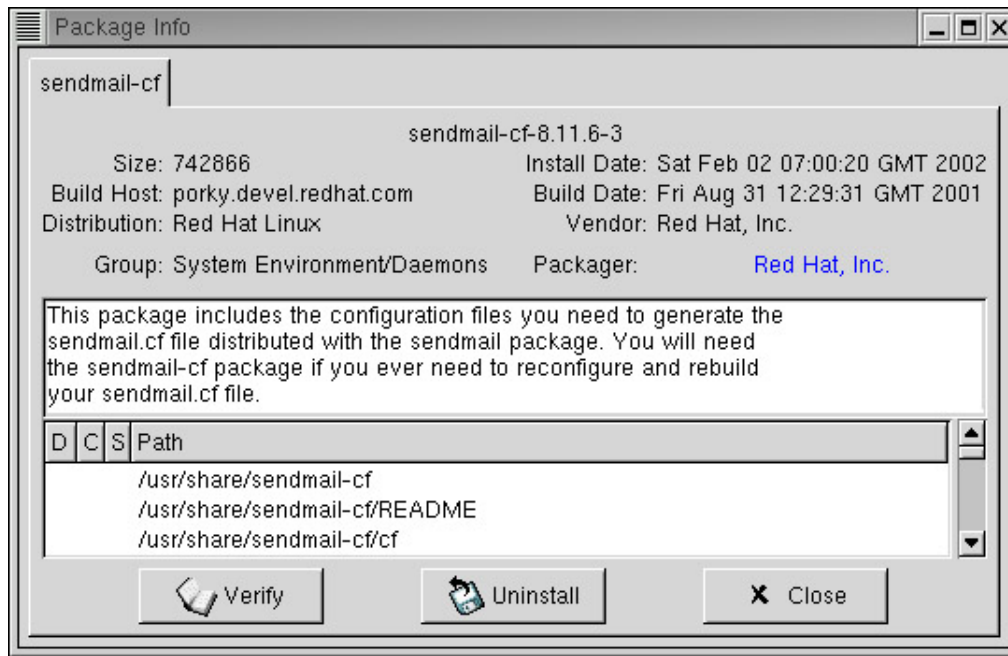 Package Info
sendmail-cf
sendmail-cf-8.11.6-3
Size: 742866 Install Date: Sat Feb 02 07:00:20 GMT 2002
Build Host: porky.devel.redhat.com Build Date: Fri Aug 31 12:29:31 GMT 2001
Distribution: Red Hat Linux Vendor: Red Hat, Inc.
Group: System Environment/Daemons Packager: Red Hat, Inc.
This package includes the configuration files you need to generate the
sendmail.cf file distributed with the sendmail package. You will need
the sendmail-cf package if you ever need to reconfigure and rebuild
your sendmail.cf file.
D C S Path
/usr/share/sendmail-cf
/usr/share/sendmail-cf/README
/usr/share/sendmail-cf/cf
Verify Uninstall Close